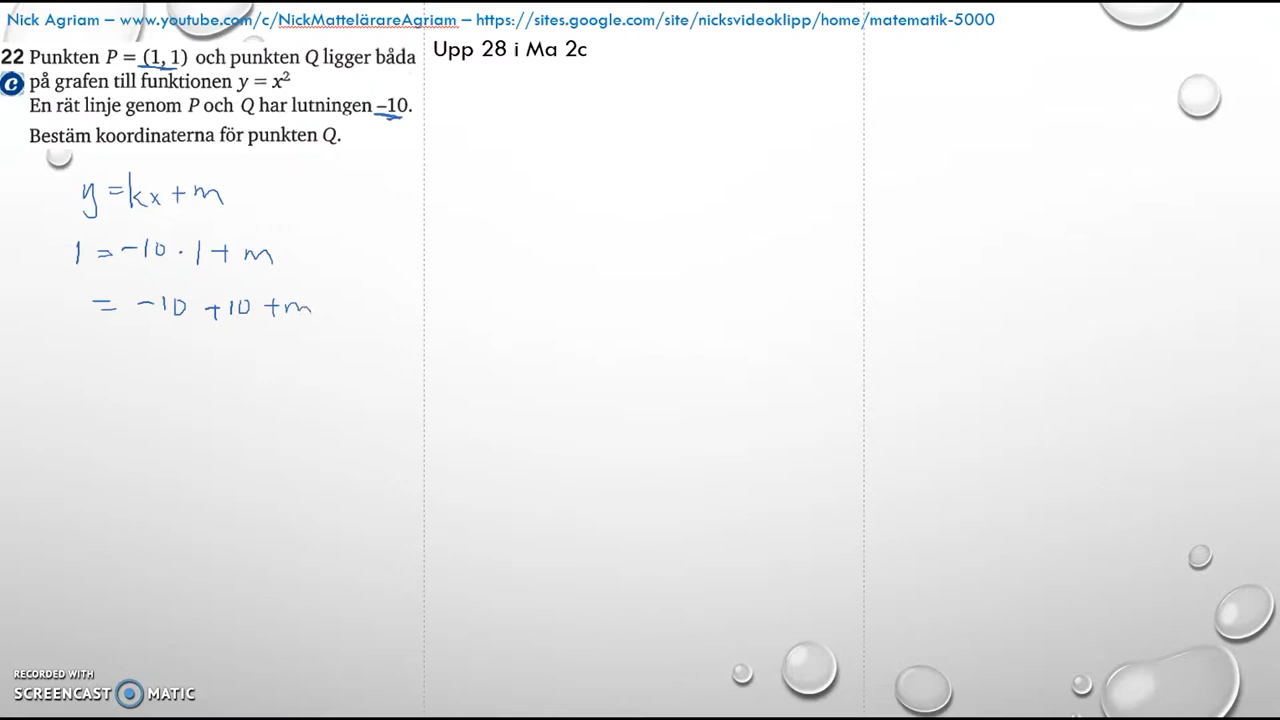 Nick Agriam – www.youtube.com/c/NickMattelärareAgriam – https://sites.google.com/site/nicksvideoklipp/home/matematik-5000
22 Punkten P = (1, 1) och punkten Q ligger båda
C på grafen till funktionen y = x²
En rät linje genom P och Q har lutningen –10.
Bestäm koordinaterna för punkten Q.
y = kx + m
1 = -10 · 1 + m
= -10 + 10 + m
Upp 28 i Ma 2c
RECORDED WITH
SCREENCAST MATIC